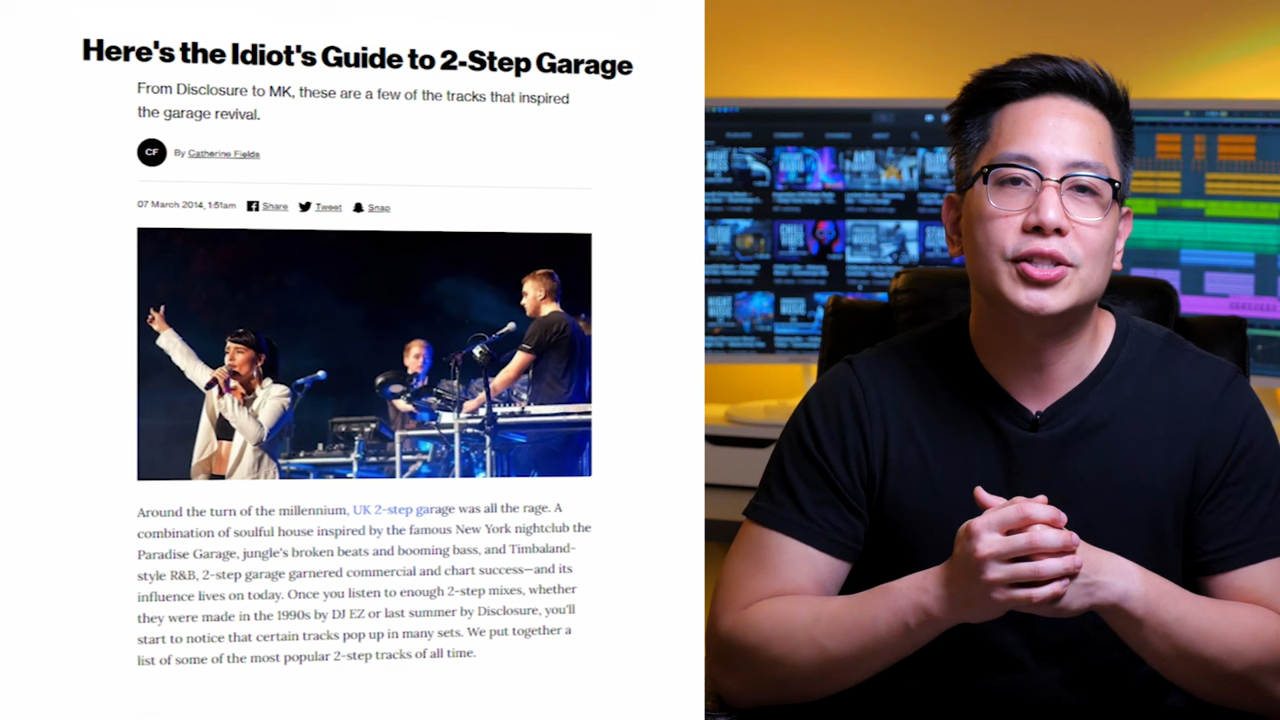 Here's the Idiot's Guide to 2-Step Garage
From Disclosure to MK, these are a few of the tracks that inspired
the garage revival.
CF
By Catherine Fields
07 March 2014, 1:51am
Share
Tweet
Snap
Around the turn of the millennium, UK 2-step garage was all the rage. A
combination of soulful house inspired by the famous New York nightclub the
Paradise Garage, jungle's broken beats and booming bass, and Timbaland-
style R&B, 2-step garage garnered commercial and chart success—and its
influence lives on today. Once you listen to enough 2-step mixes, whether
they were made in the 1990s by DJ EZ or last summer by Disclosure, you'll
start to notice that certain tracks pop up in many sets. We put together a
list of some of the most popular 2-step tracks of all time.